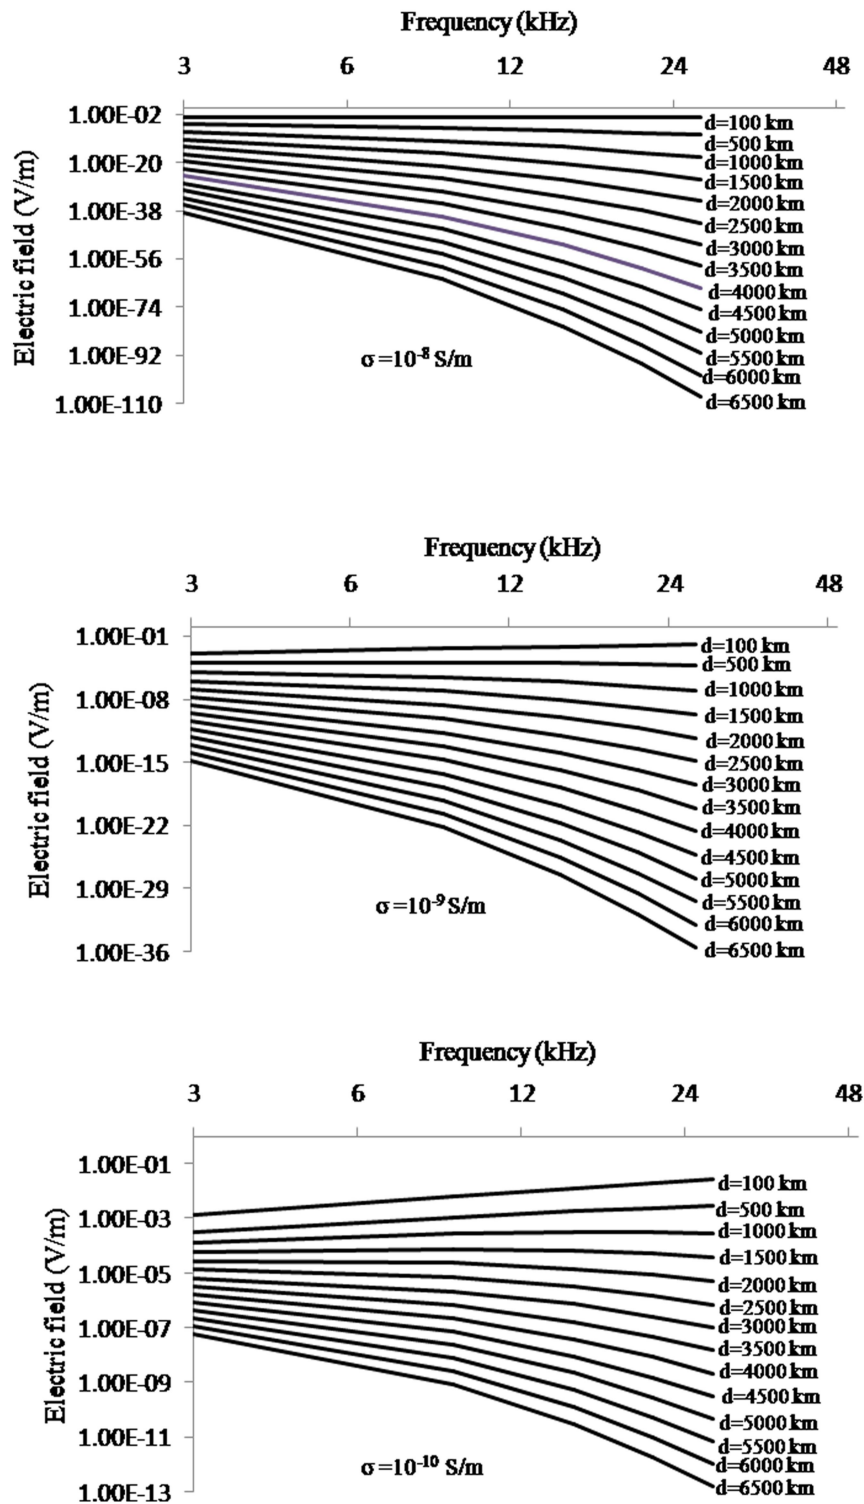 Frequency (kHz)
3 6 12 24 48
Electric field (V/m)
1.00E-02
1.00E-20
1.00E-38
1.00E-56
1.00E-74
1.00E-92
1.00E-110
d=100 km
d=500 km
d=1000 km
d=1500 km
d=2000 km
d=2500 km
d=3000 km
d=3500 km
d=4000 km
d=4500 km
d=5000 km
d=5500 km
d=6000 km
d=6500 km
σ=10⁻⁸ S/m
Frequency (kHz)
3 6 12 24 48
Electric field (V/m)
1.00E-01
1.00E-08
1.00E-15
1.00E-22
1.00E-29
1.00E-36
d=100 km
d=500 km
d=1000 km
d=1500 km
d=2000 km
d=2500 km
d=3000 km
d=3500 km
d=4000 km
d=4500 km
d=5000 km
d=5500 km
d=6000 km
d=6500 km
σ=10⁻⁹ S/m
Frequency (kHz)
3 6 12 24 48
Electric field (V/m)
1.00E-01
1.00E-03
1.00E-05
1.00E-07
1.00E-09
1.00E-11
1.00E-13
d=100 km
d=500 km
d=1000 km
d=1500 km
d=2000 km
d=2500 km
d=3000 km
d=3500 km
d=4000 km
d=4500 km
d=5000 km
d=5500 km
d=6000 km
d=6500 km
σ=10⁻¹⁰ S/m